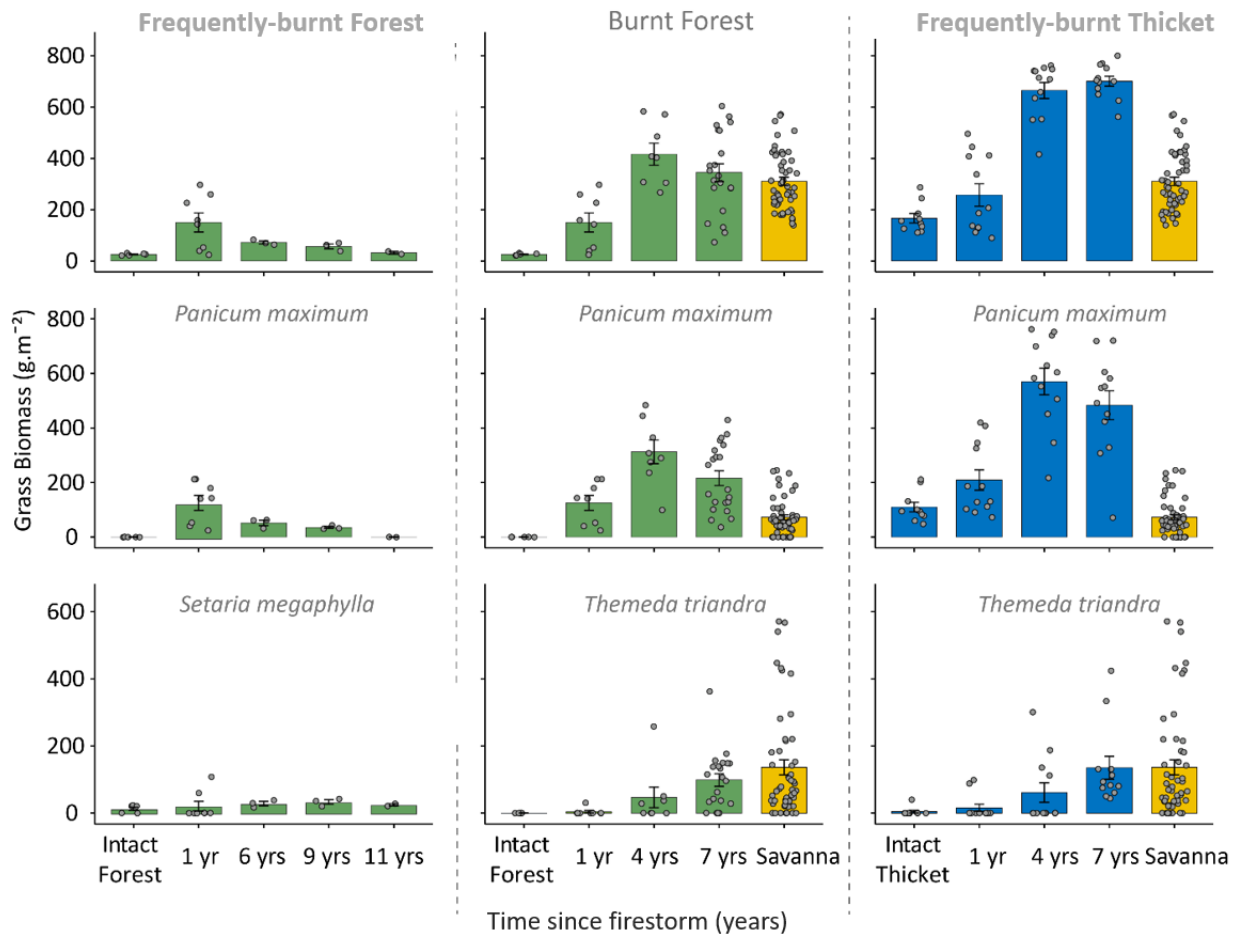 Frequently-burnt Forest
Burnt Forest
Frequently-burnt Thicket
800
600
400
200
0
Grass Biomass (g.m⁻²)
Panicum maximum
Panicum maximum
Panicum maximum
800
600
400
200
0
Setaria megaphylla
Themeda triandra
Themeda triandra
600
400
200
0
Intact Forest
1 yr
6 yrs
9 yrs
11 yrs
Intact Forest
1 yr
4 yrs
7 yrs
Savanna
Intact Thicket
1 yr
4 yrs
7 yrs
Savanna
Time since firestorm (years)